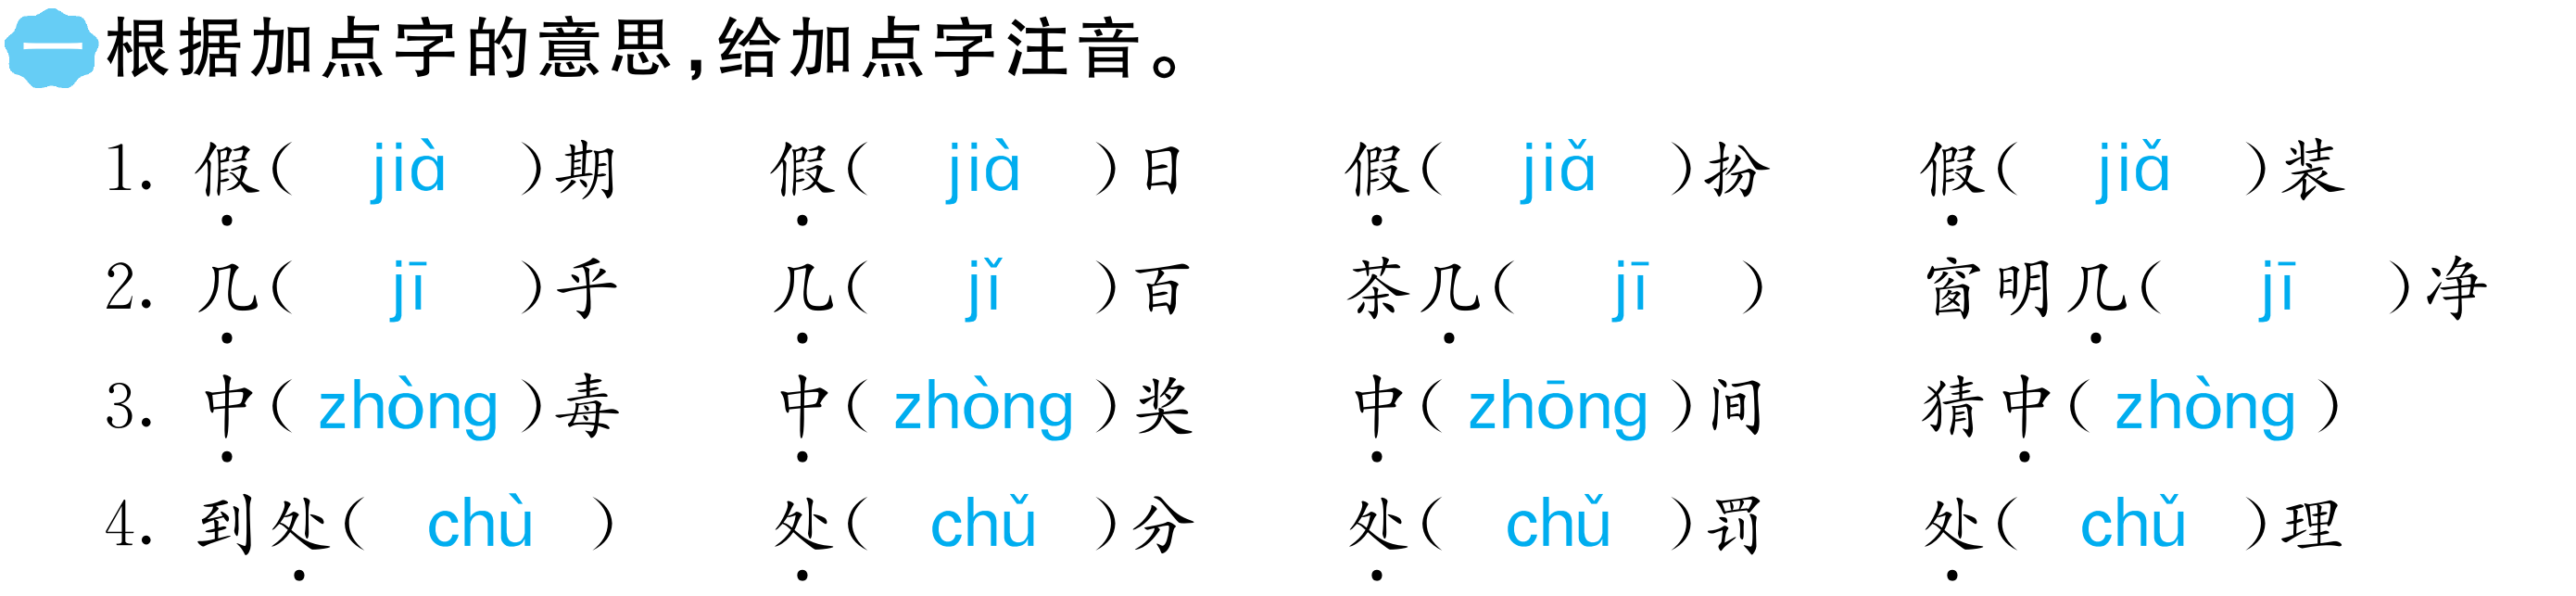 一 根据加点字的意思,给加点字注音。
1. 假( jià )期 假( jià )日 假( jiǎ )扮 假( jiǎ )装
2. 几( jī )乎 几( jǐ )百 茶几( jī ) 窗明几( jī )净
3. 中( zhòng )毒 中( zhòng )奖 中( zhōng )间 猜中( zhòng )
4. 到处( chù ) 处( chǔ )分 处( chǔ )罚 处( chǔ )理